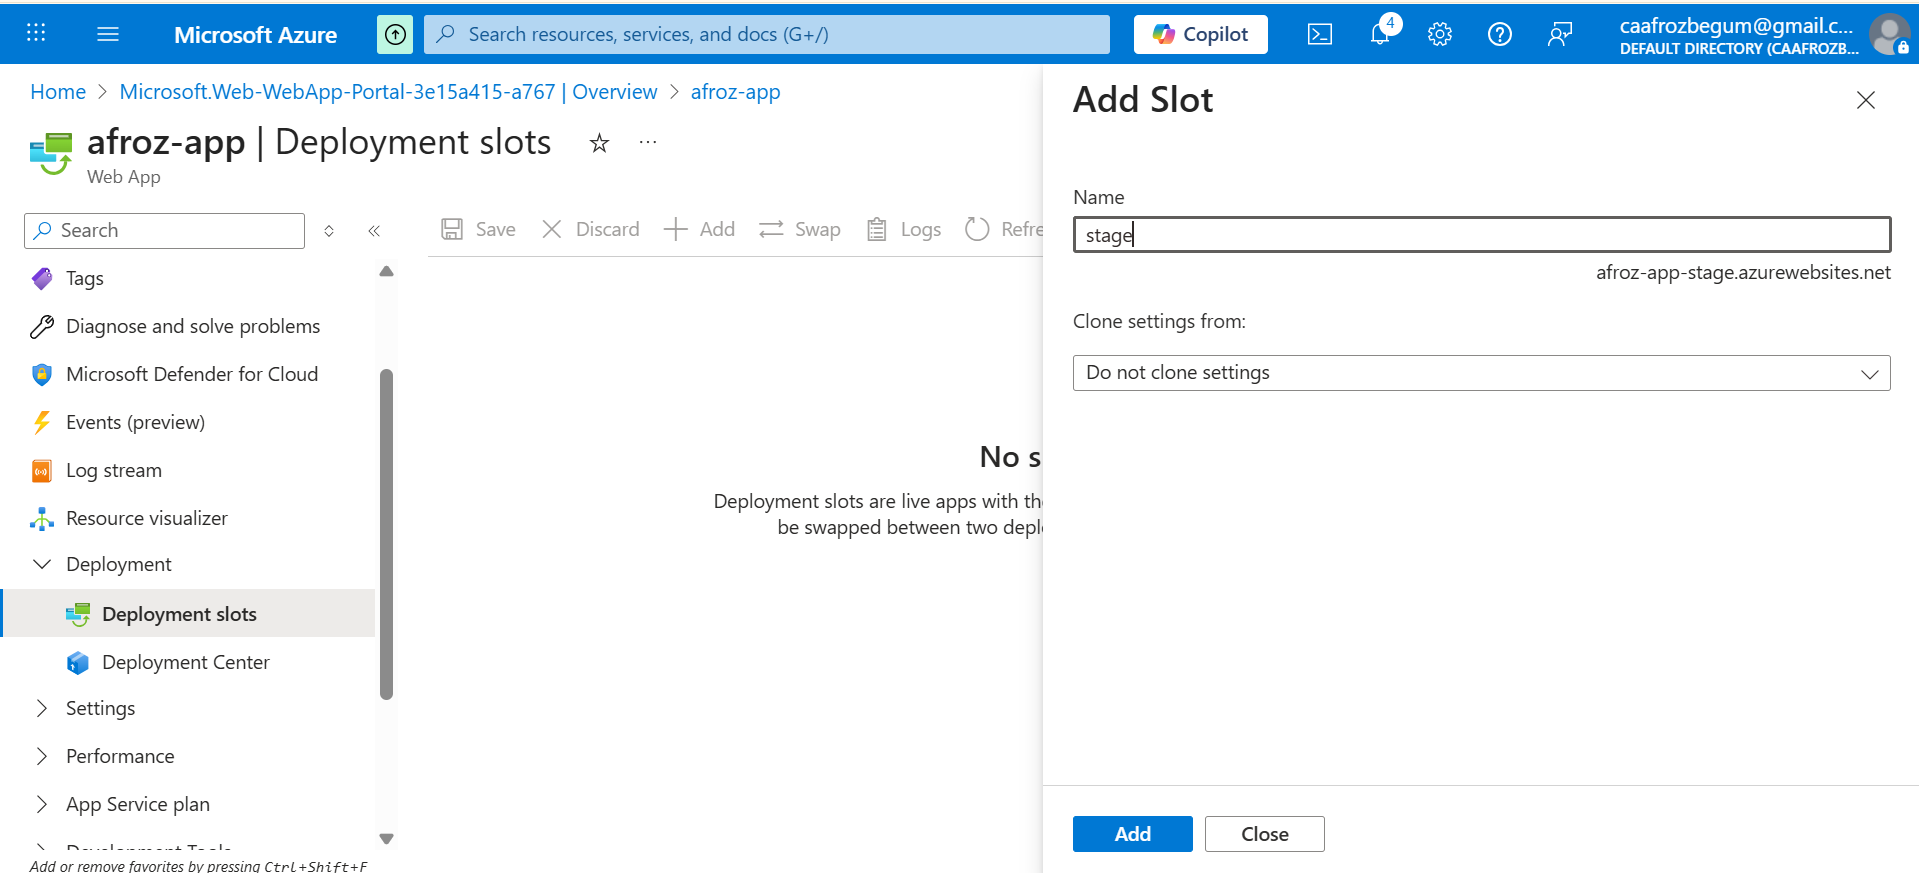 Microsoft Azure
Search resources, services, and docs (G+/)
Copilot
4
caafrozbegum@gmail.c...
DEFAULT DIRECTORY (CAAFROZB...
Home > Microsoft.Web-WebApp-Portal-3e15a415-a767 | Overview > afroz-app
afroz-app | Deployment slots
Web App
Search
Tags
Diagnose and solve problems
Microsoft Defender for Cloud
Events (preview)
Log stream
Resource visualizer
Deployment
Deployment slots
Deployment Center
Settings
Performance
App Service plan
Development Tools
Add or remove favorites by pressing Ctrl+Shift+F
Save Discard Add Swap Logs Refre
No s
Deployment slots are live apps with the
be swapped between two deplo
Add Slot
Name
stage
afroz-app-stage.azurewebsites.net
Clone settings from:
Do not clone settings
Add Close